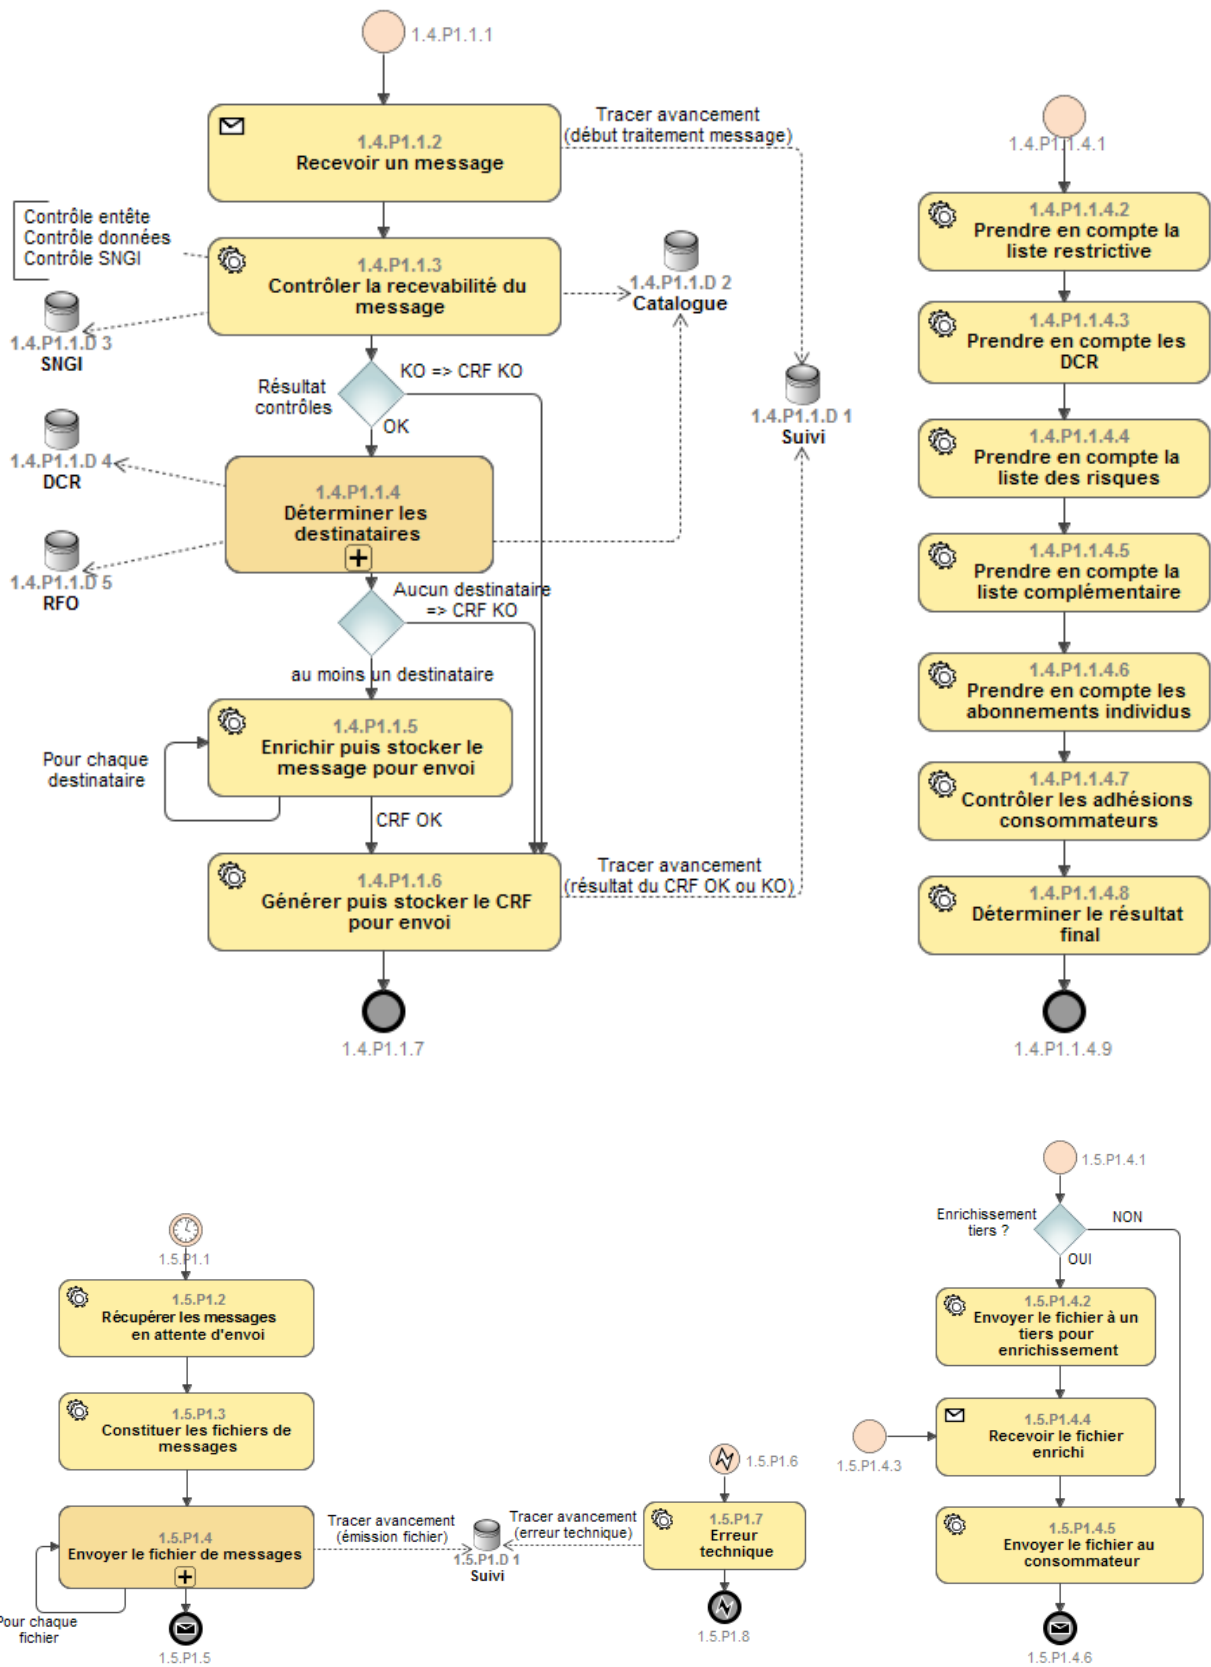 1.4.P1.1.1
1.4.P1.1.2
Recevoir un message
Tracer avancement
(début traitement message)
Contrôle entête
Contrôle données
Contrôle SNGI
1.4.P1.1.3
Contrôler la recevabilité du
message
1.4.P1.1.D 2
Catalogue
1.4.P1.1.D 3
SNGI
Résultat
contrôles
KO => CRF KO
OK
1.4.P1.1.D 1
Suivi
1.4.P1.1.D 4
DCR
1.4.P1.1.4
Déterminer les
destinataires
1.4.P1.1.D 5
RFO
Aucun destinataire
=> CRF KO
au moins un destinataire
1.4.P1.1.5
Enrichir puis stocker le
message pour envoi
Pour chaque
destinataire
CRF OK
1.4.P1.1.6
Générer puis stocker le CRF
pour envoi
Tracer avancement
(résultat du CRF OK ou KO)
1.4.P1.1.7
1.4.P1.1.4.1
1.4.P1.1.4.2
Prendre en compte la
liste restrictive
1.4.P1.1.4.3
Prendre en compte les
DCR
1.4.P1.1.4.4
Prendre en compte la
liste des risques
1.4.P1.1.4.5
Prendre en compte la
liste complémentaire
1.4.P1.1.4.6
Prendre en compte les
abonnements individus
1.4.P1.1.4.7
Contrôler les adhésions
consommateurs
1.4.P1.1.4.8
Déterminer le résultat
final
1.4.P1.1.4.9
1.5.P1.1
1.5.P1.2
Récupérer les messages
en attente d'envoi
1.5.P1.3
Constituer les fichiers de
messages
1.5.P1.4
Envoyer le fichier de messages
Pour chaque
fichier
1.5.P1.5
Tracer avancement
(émission fichier)
1.5.P1.D 1
Suivi
Tracer avancement
(erreur technique)
1.5.P1.6
1.5.P1.7
Erreur
technique
1.5.P1.8
1.5.P1.4.1
Enrichissement
tiers ?
NON
OUI
1.5.P1.4.2
Envoyer le fichier à un
tiers pour
enrichissement
1.5.P1.4.3
1.5.P1.4.4
Recevoir le fichier
enrichi
1.5.P1.4.5
Envoyer le fichier au
consommateur
1.5.P1.4.6